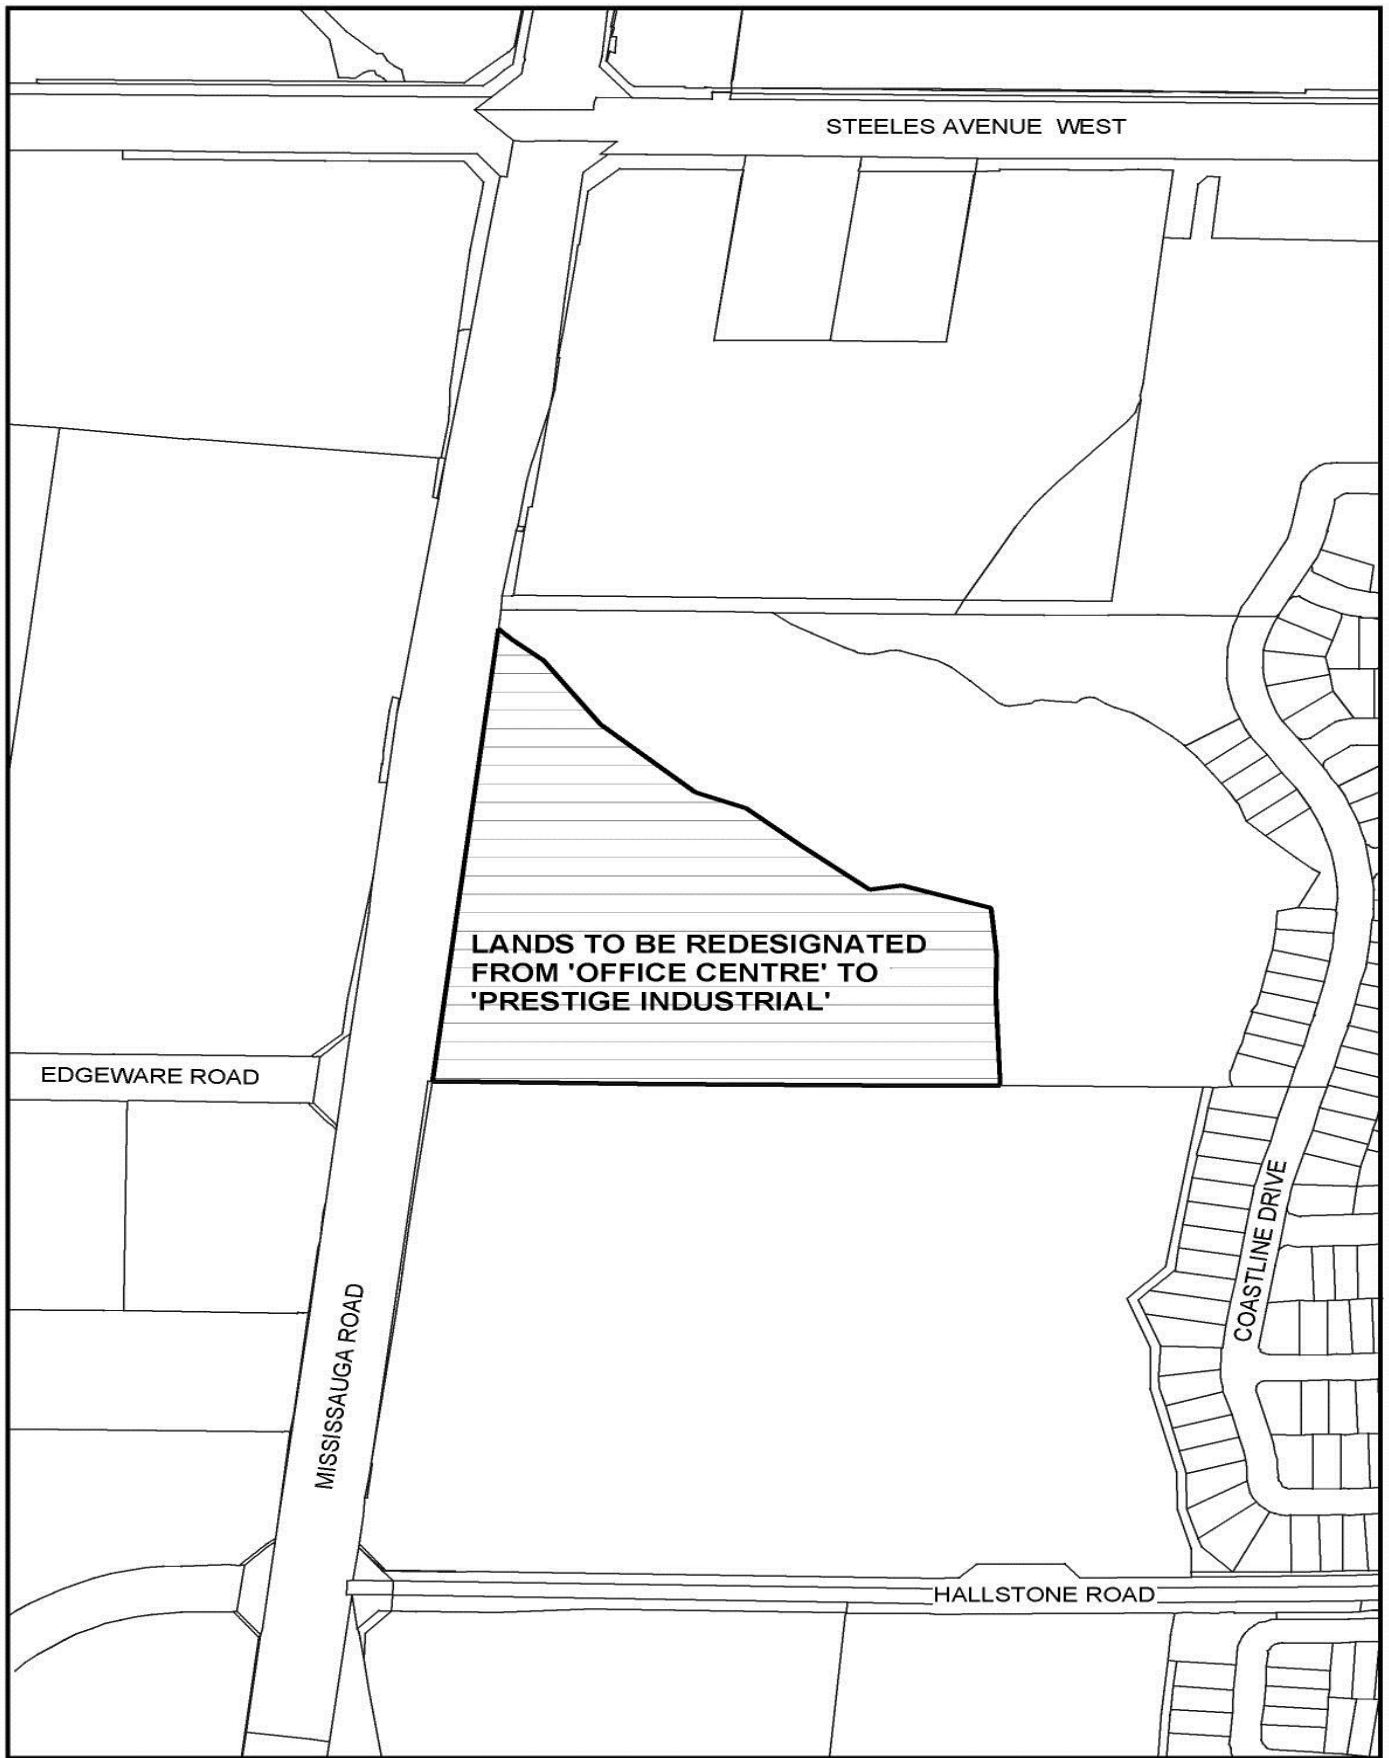 STEELES AVENUE WEST
LANDS TO BE REDESIGNATED
FROM 'OFFICE CENTRE' TO
'PRESTIGE INDUSTRIAL'
EDGEWARE ROAD
COASTLINE DRIVE
MISSISSAUGA ROAD
HALLSTONE ROAD